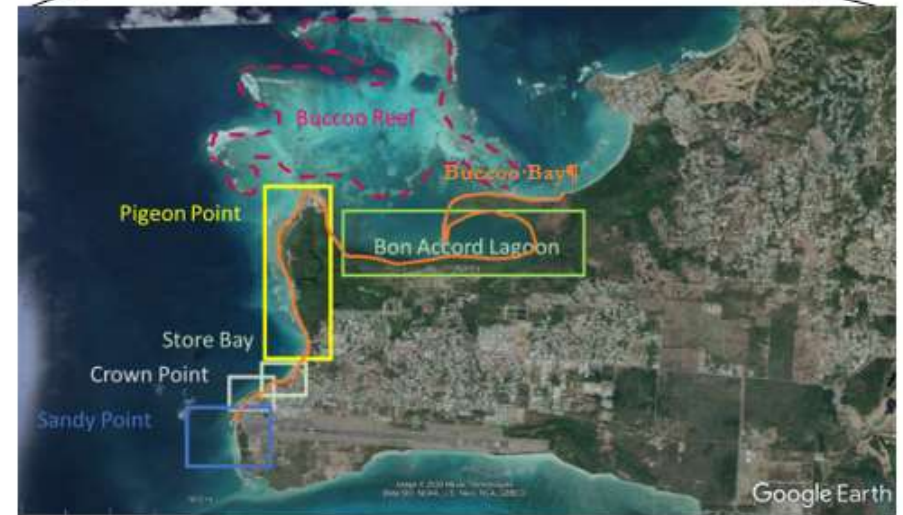 Buccoo Reef
Buccoo·Bay¶
Pigeon Point
Bon Accord Lagoon
Store Bay
Crown Point
Sandy Point
Google Earth